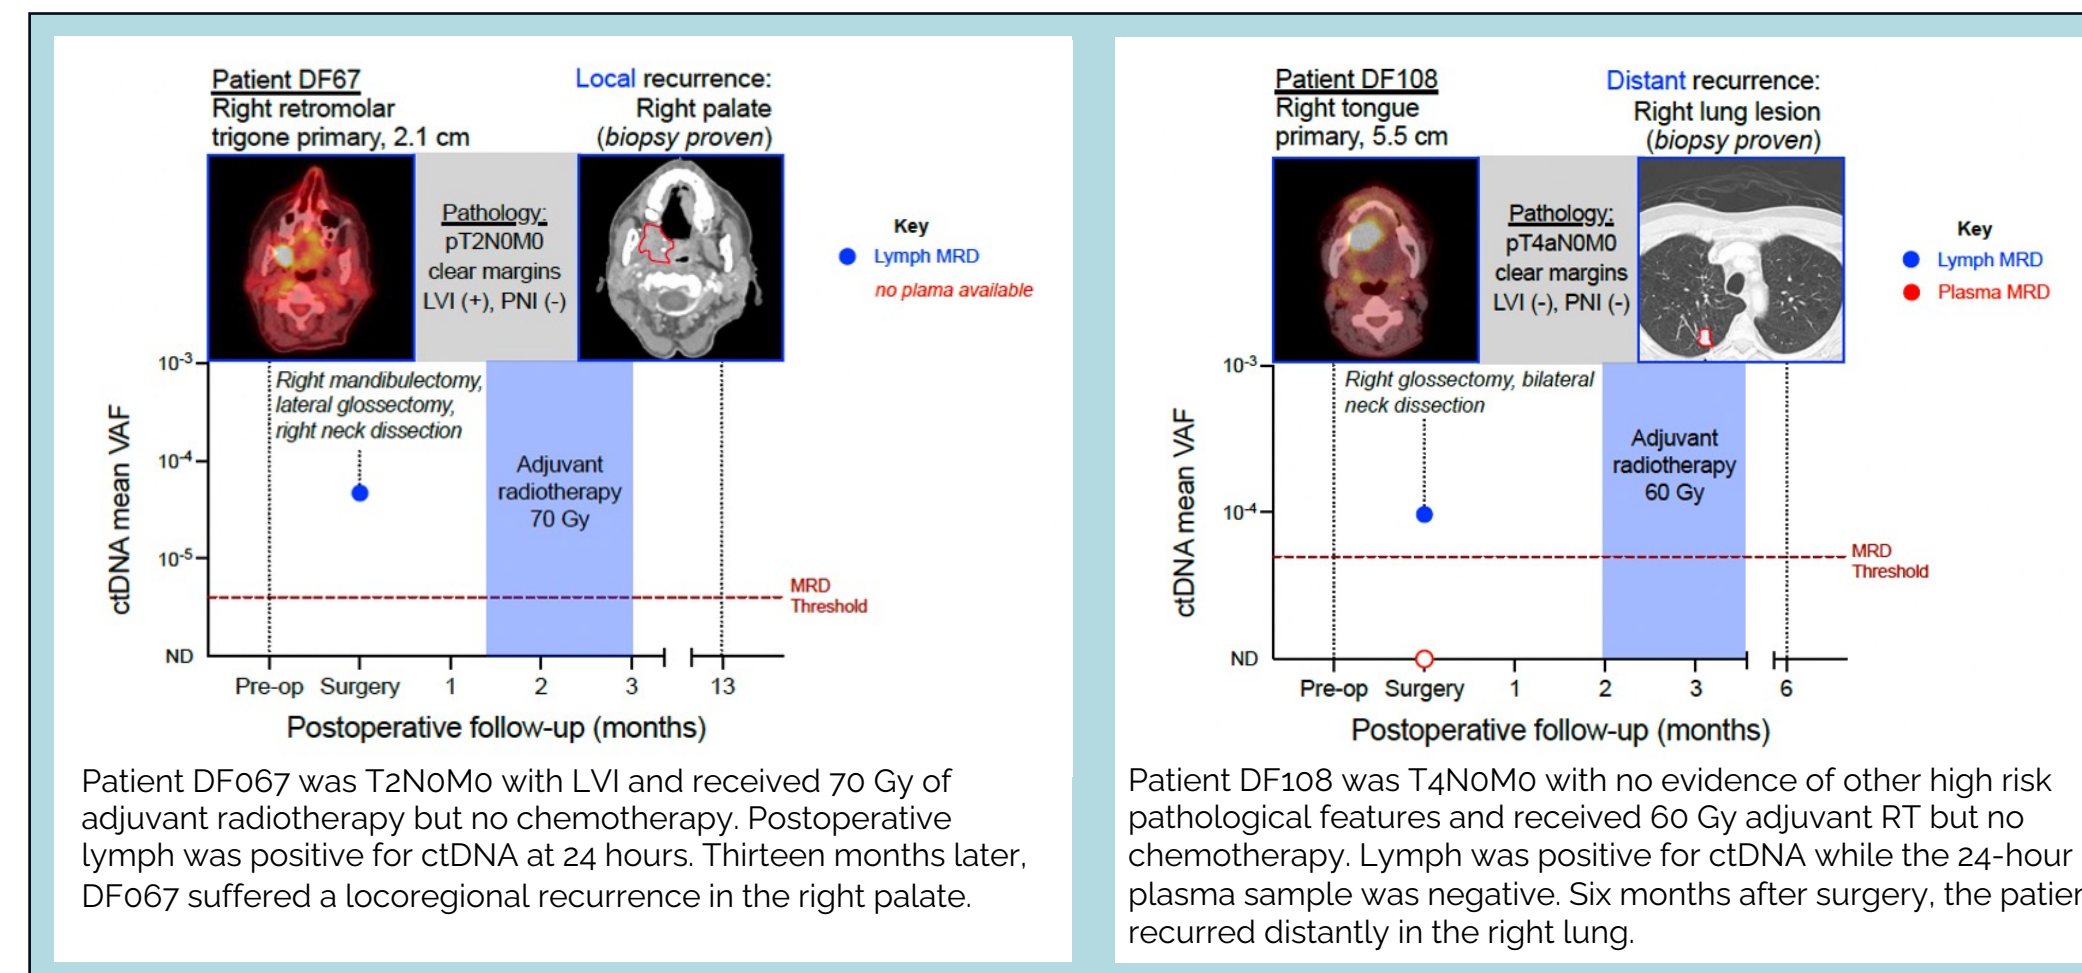 Patient DF67
Right retromolar
trigone primary, 2.1 cm
Local recurrence:
Right palate
(biopsy proven)
Pathology:
pT2N0M0
clear margins
LVI (+), PNI (-)
Key
Lymph MRD
no plama available
10-3
10-4
10-5
ND
ctDNA mean VAF
Right mandibulectomy,
lateral glossectomy,
right neck dissection
Adjuvant
radiotherapy
70 Gy
MRD
Threshold
Pre-op Surgery 1 2 3 13
Postoperative follow-up (months)
Patient DF067 was T2N0M0 with LVI and received 70 Gy of
adjuvant radiotherapy but no chemotherapy. Postoperative
lymph was positive for ctDNA at 24 hours. Thirteen months later,
DF067 suffered a locoregional recurrence in the right palate.
Patient DF108
Right tongue
primary, 5.5 cm
Distant recurrence:
Right lung lesion
(biopsy proven)
Pathology:
pT4aN0M0
clear margins
LVI (-), PNI (-)
Key
Lymph MRD
Plasma MRD
10-3
10-4
ND
ctDNA mean VAF
Right glossectomy, bilateral
neck dissection
Adjuvant
radiotherapy
60 Gy
MRD
Threshold
Pre-op Surgery 1 2 3 6
Postoperative follow-up (months)
Patient DF108 was T4N0M0 with no evidence of other high risk
pathological features and received 60 Gy adjuvant RT but no
chemotherapy. Lymph was positive for ctDNA while the 24-hour
plasma sample was negative. Six months after surgery, the patien
recurred distantly in the right lung.